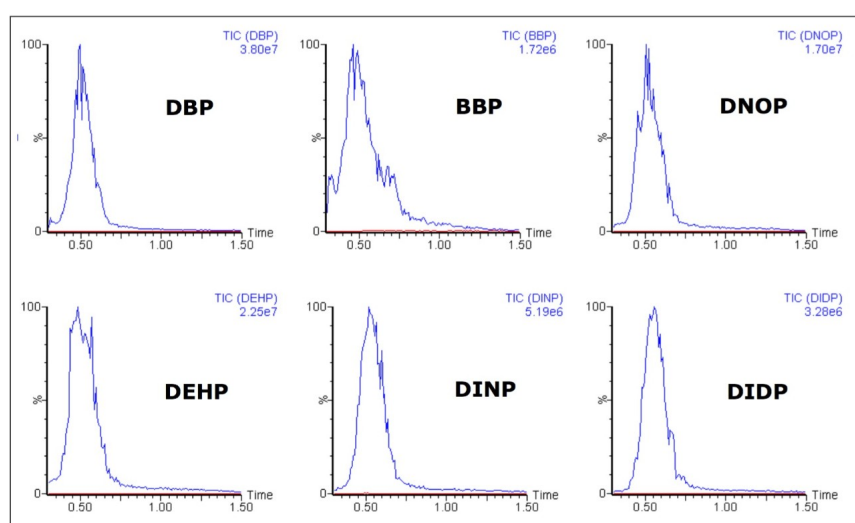 TIC (DBP)
3.80e7
100
DBP
%
0
0.50 1.00 1.50
Time
TIC (BBP)
1.72e6
100
BBP
%
0
0.50 1.00 1.50
Time
TIC (DNOP)
1.70e7
100
DNOP
%
0
0.50 1.00 1.50
Time
TIC (DEHP)
2.25e7
100
DEHP
%
0
0.50 1.00 1.50
Time
TIC (DINP)
5.19e6
100
DINP
%
0
0.50 1.00 1.50
Time
TIC (DIDP)
3.28e6
100
DIDP
%
0
0.50 1.00 1.50
Time